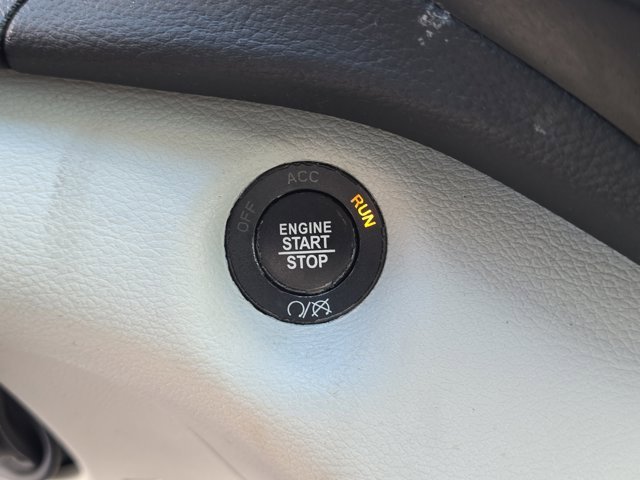 ACC
OFF
RUN
ENGINE
START
STOP